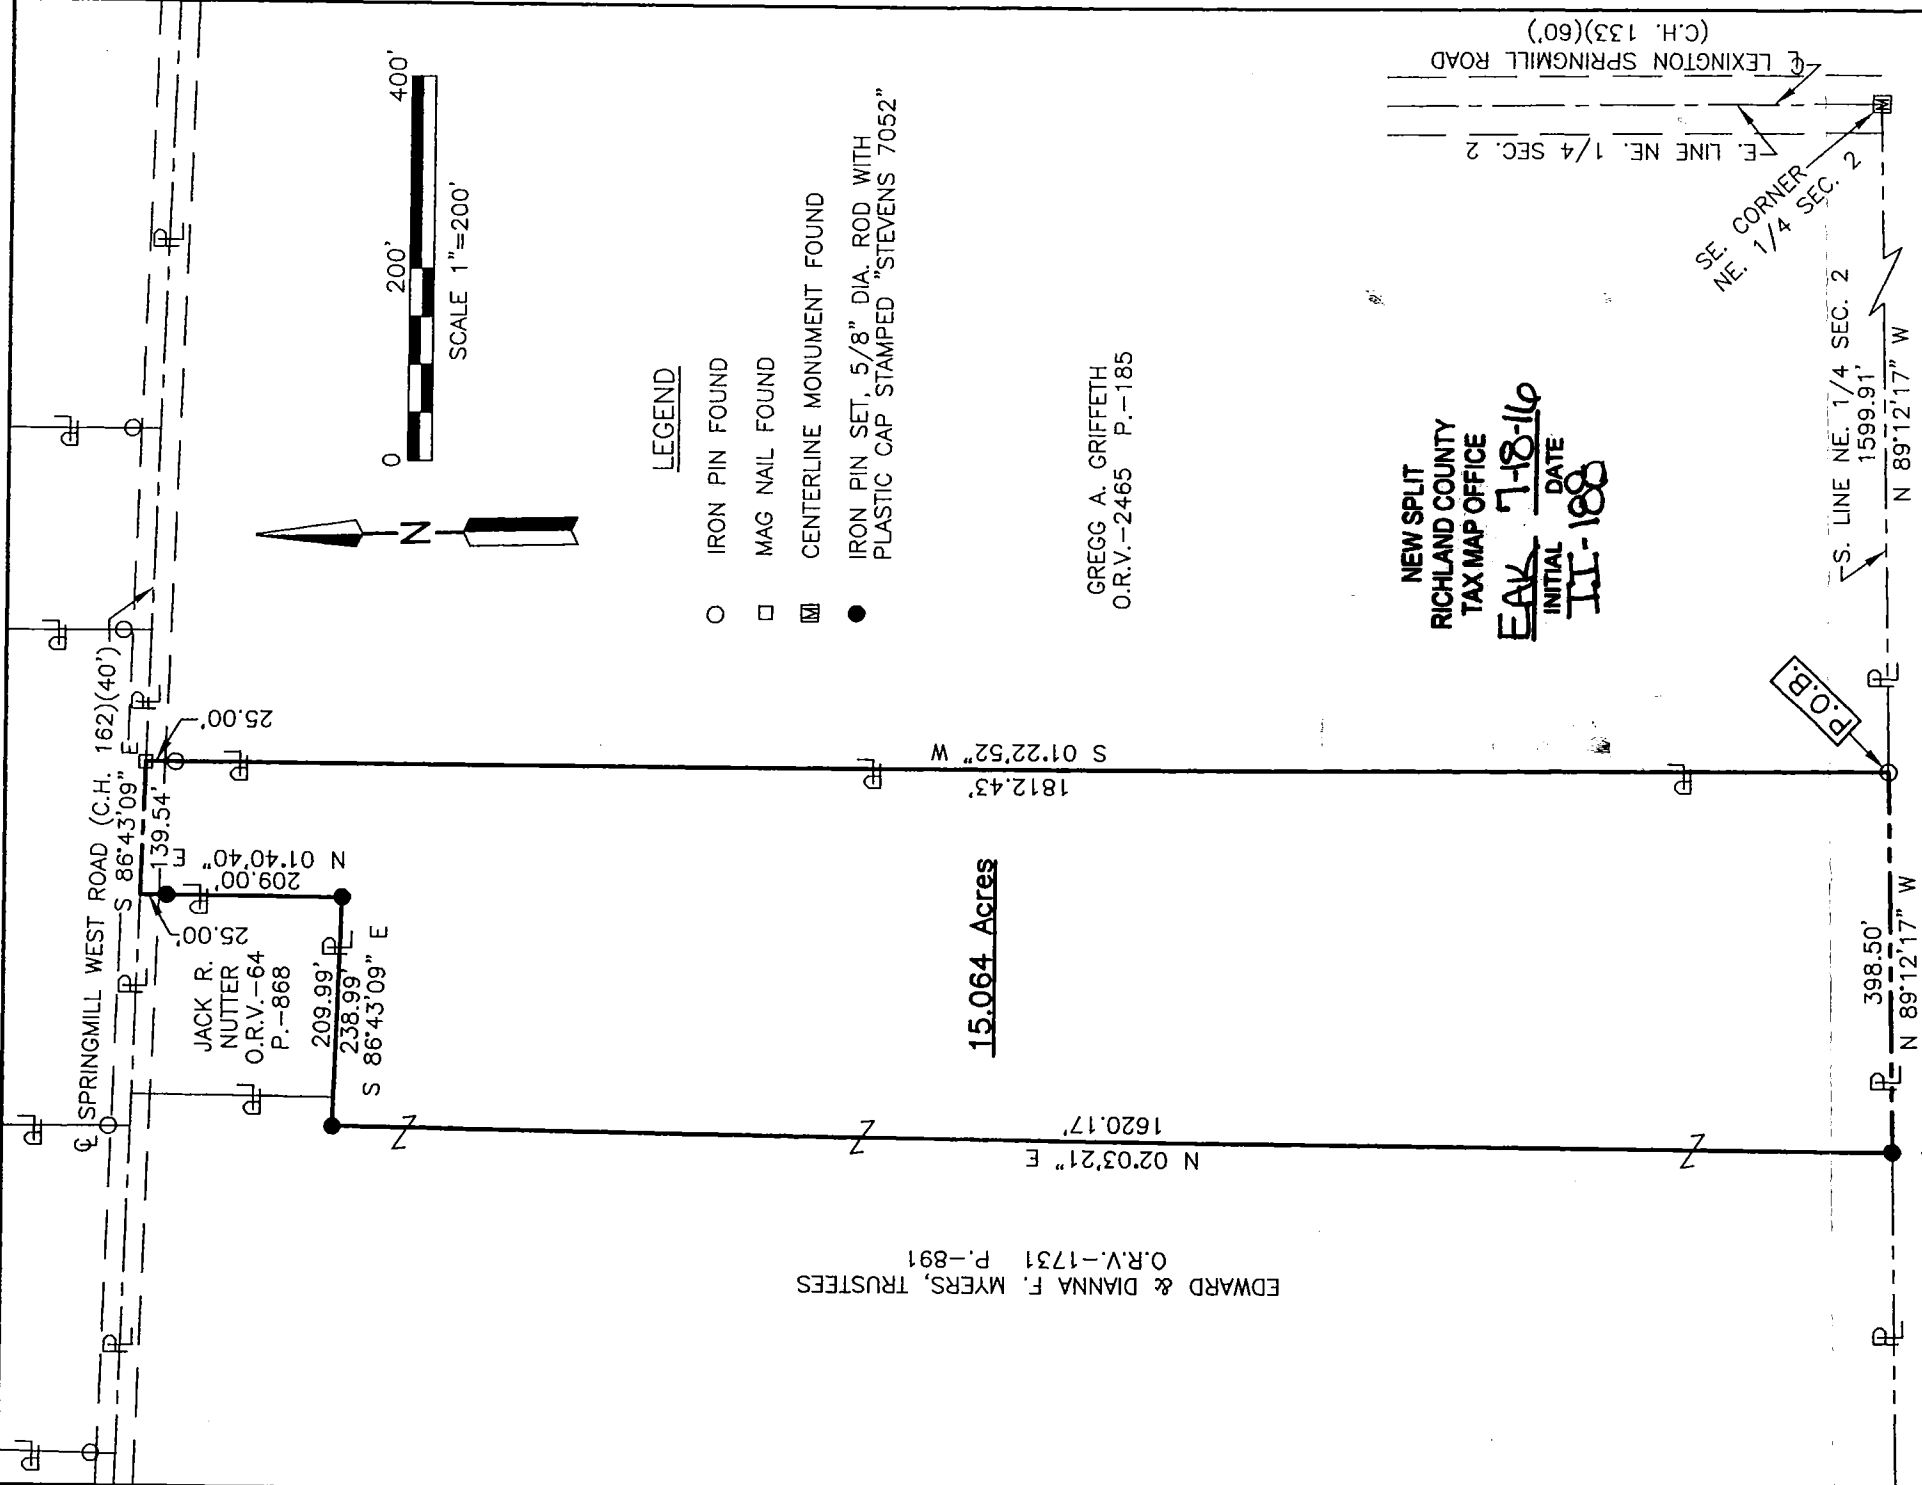 ℄ SPRINGMILL WEST ROAD (C.H. 162)(40')
S 86°43'09" E
139.54'
25.00'
25.00'
N 01°40'40" E
209.00'
JACK R.
NUTTER
O.R.V.-64
P.-868
209.99'
238.99'
S 86°43'09" E
0
200'
400'
SCALE 1"=200'
N
LEGEND
IRON PIN FOUND
MAG NAIL FOUND
M CENTERLINE MONUMENT FOUND
IRON PIN SET, 5/8" DIA. ROD WITH
PLASTIC CAP STAMPED "STEVENS 7052"
GREGG A. GRIFFETH
O.R.V.-2465 P.-185
S 01°22'52" W
1812.43'
15.064 Acres
1620.17'
N 02°03'21" E
EDWARD & DIANNA F. MYERS, TRUSTEES
O.R.V.-1731 P.-891
NEW SPLIT
RICHLAND COUNTY
TAX MAP OFFICE
EAK 7-18-16
INITIAL DATE
II-188
℄ LEXINGTON SPRINGMILL ROAD
(C.H. 133)(60')
E. LINE NE. 1/4 SEC. 2
SE. CORNER
NE. 1/4 SEC. 2
M
S. LINE NE. 1/4 SEC. 2
1599.91'
N 89°12'17" W
P.O.B.
398.50'
N 89°12'17" W